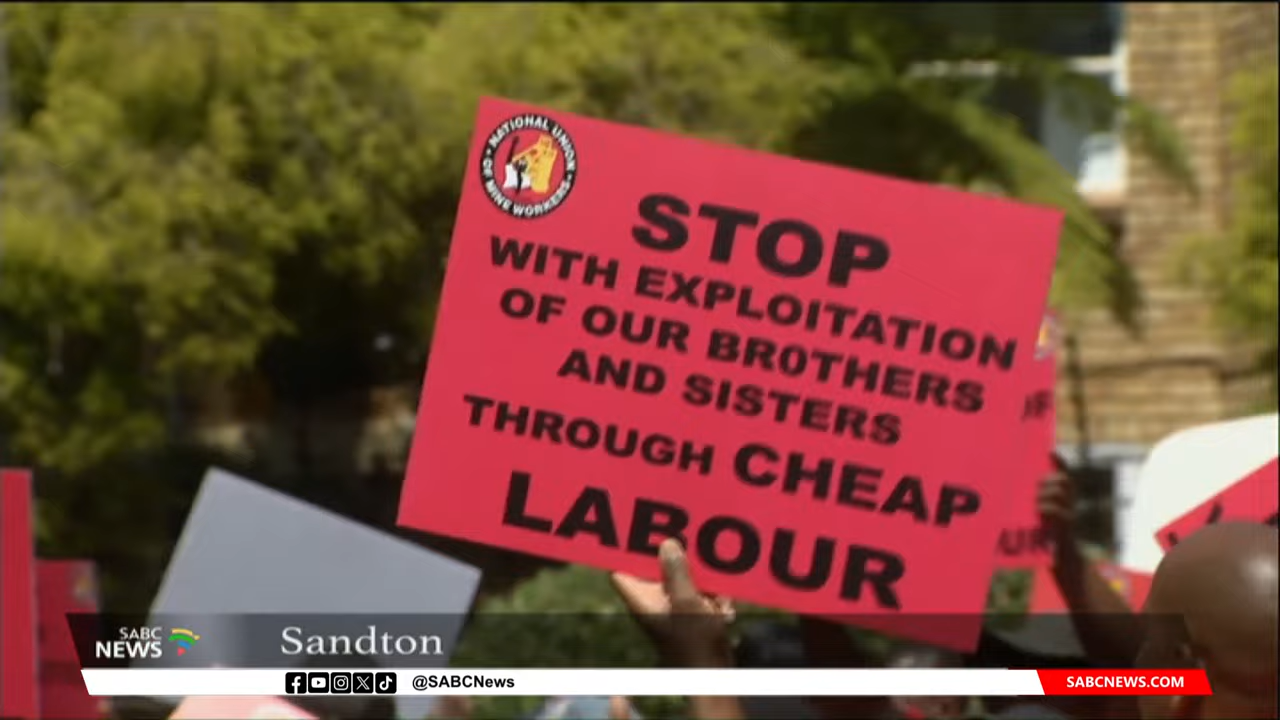 NATIONAL UNION
OF MINE WORKERS
STOP
WITH EXPLOITATION
OF OUR BR0THERS
AND SISTERS
THROUGH CHEAP
LABOUR
SABC
NEWS
Sandton
@SABCNews
SABCNEWS.COM